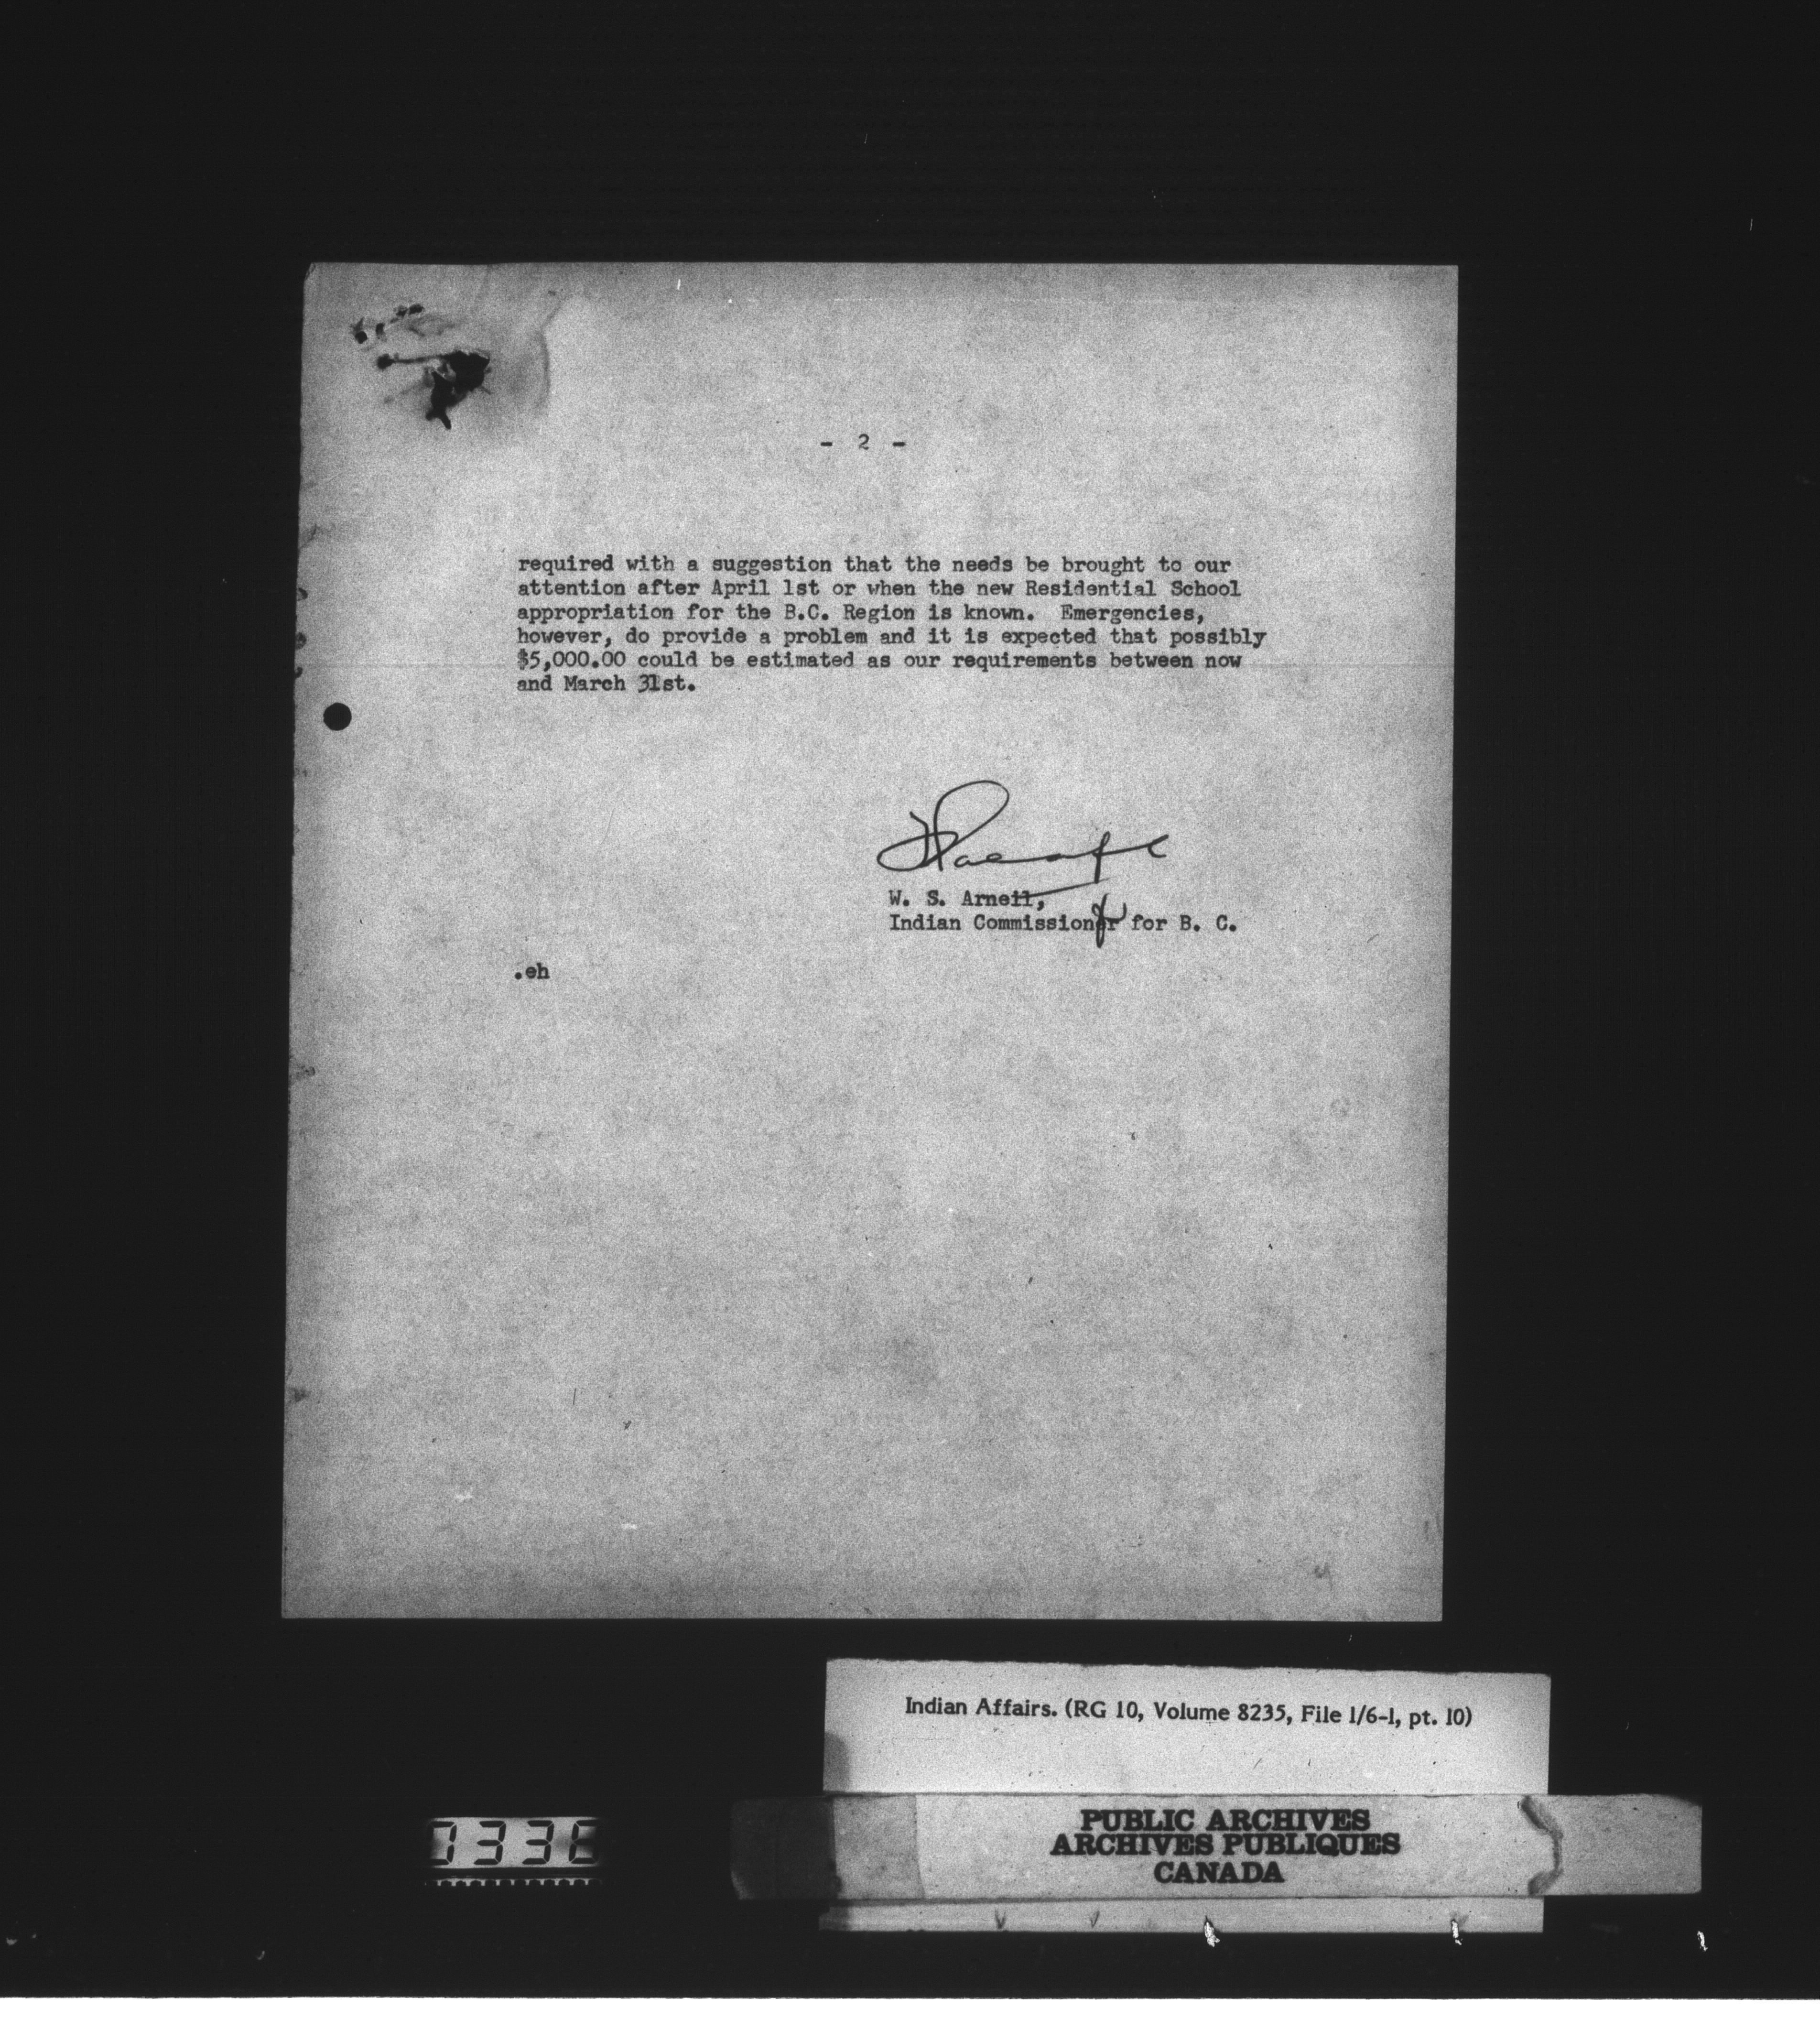 - 2 -
required with a suggestion that the needs be brought to our
attention after April 1st or when the new Residential School
appropriation for the B.C. Region is known. Emergencies,
however, do provide a problem and it is expected that possibly
$5,000.00 could be estimated as our requirements between now
and March 31st.
W. S. Arneil,
Indian Commissioner for B. C.
.eh
Indian Affairs. (RG 10, Volume 8235, File 1/6-1, pt. 10)
PUBLIC ARCHIVES
ARCHIVES PUBLIQUES
CANADA